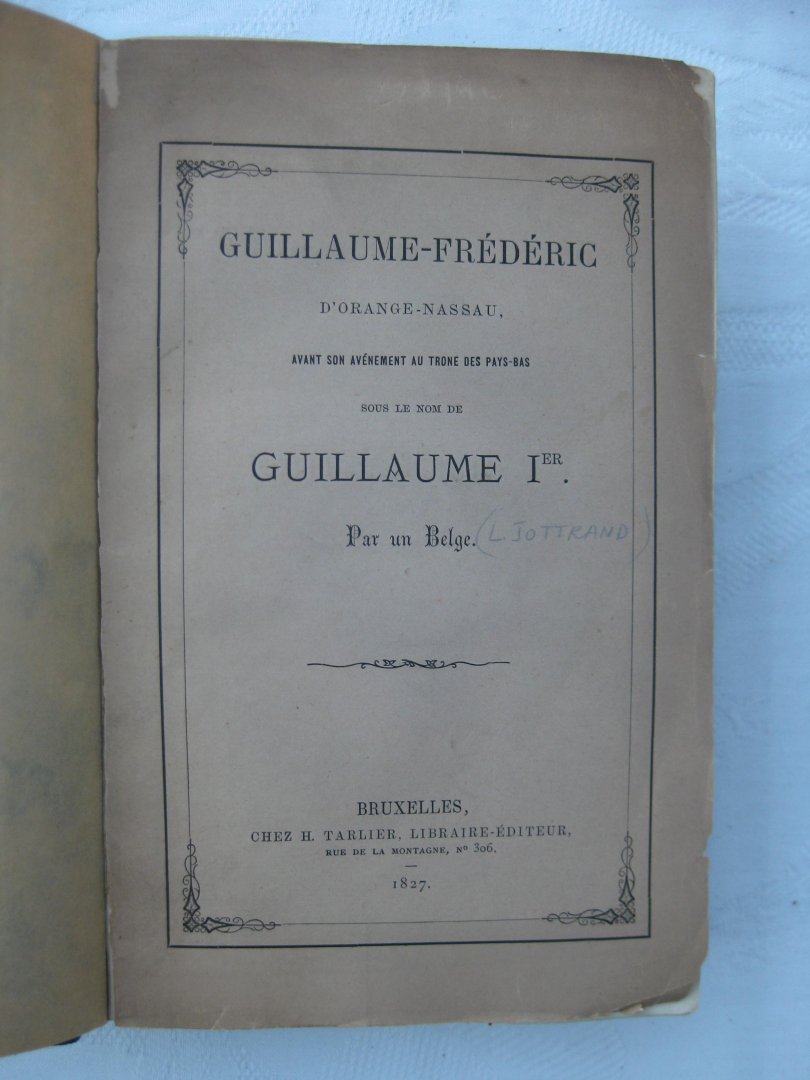 GUILLAUME-FRÉDÉRIC
D'ORANGE-NASSAU,
AVANT SON AVÉNEMENT AU TRONE DES PAYS-BAS
SOUS LE NOM DE
GUILLAUME IER.
Par un Belge. (L. JOTTRAND)
BRUXELLES,
CHEZ H. TARLIER, LIBRAIRE-ÉDITEUR,
RUE DE LA MONTAGNE, No 306.
1827.